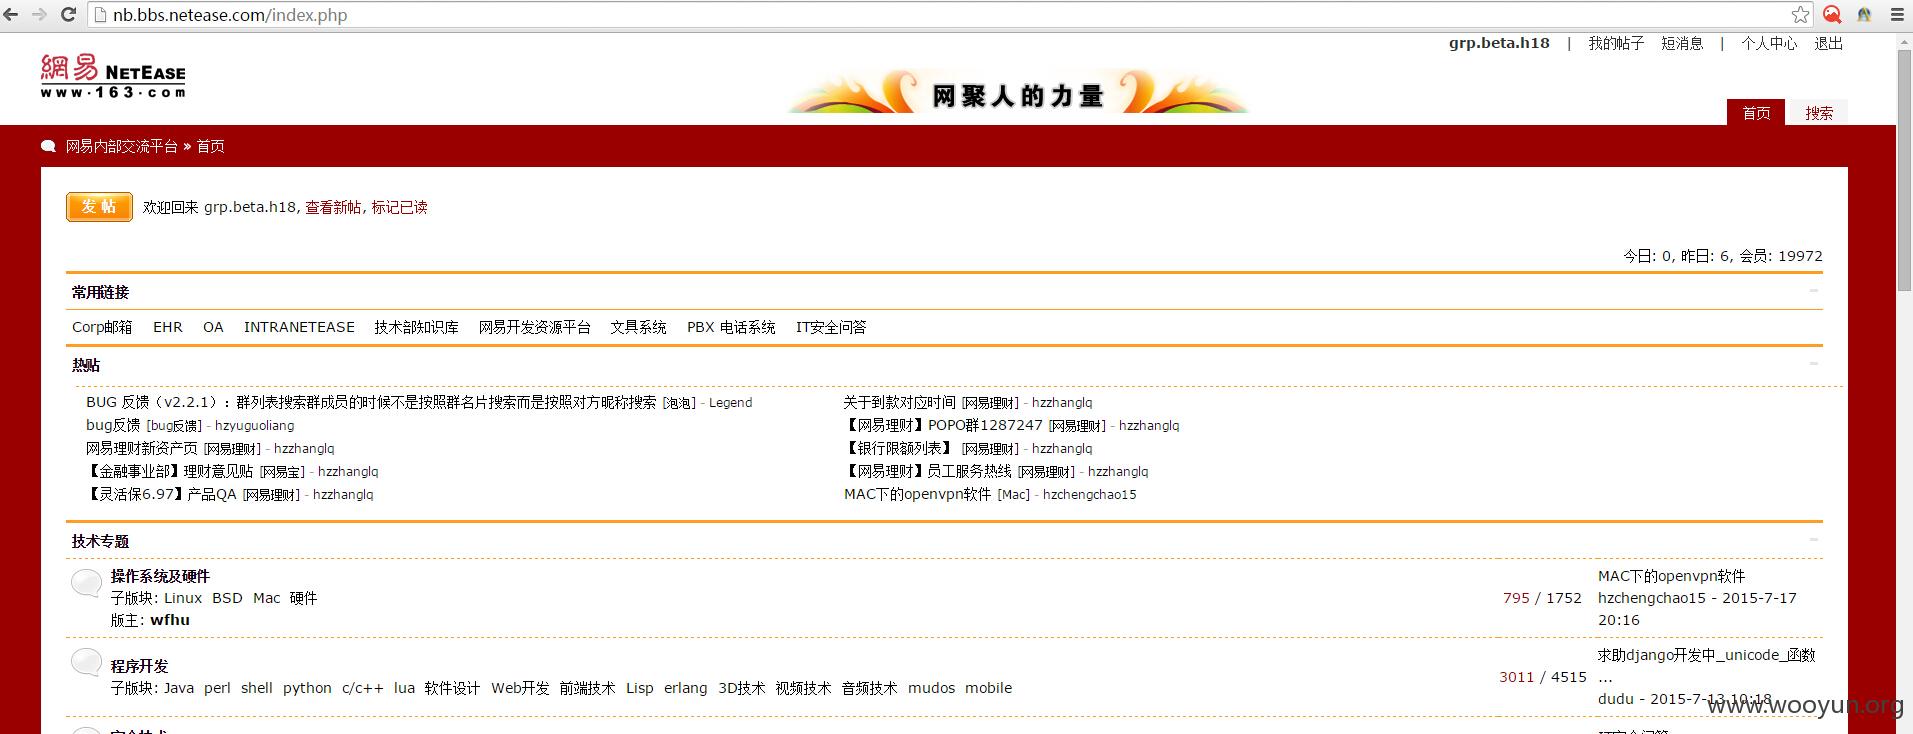 nb.bbs.netease.com/index.php
grp.beta.h18 | 我的帖子 短消息 | 个人中心 退出
網易 NETEASE
www·163·com
网聚人的力量
首页 搜索
网易内部交流平台 » 首页
发帖 欢迎回来 grp.beta.h18, 查看新帖, 标记已读
今日: 0, 昨日: 6, 会员: 19972
常用链接
Corp邮箱 EHR OA INTRANETEASE 技术部知识库 网易开发资源平台 文具系统 PBX 电话系统 IT安全问答
热贴
BUG 反馈（v2.2.1）：群列表搜索群成员的时候不是按照群名片搜索而是按照对方昵称搜索 [泡泡] - Legend
关于到款对应时间 [网易理财] - hzzhanglq
bug反馈 [bug反馈] - hzyuguoliang
【网易理财】POPO群1287247 [网易理财] - hzzhanglq
网易理财新资产页 [网易理财] - hzzhanglq
【银行限额列表】 [网易理财] - hzzhanglq
【金融事业部】理财意见贴 [网易宝] - hzzhanglq
【网易理财】员工服务热线 [网易理财] - hzzhanglq
【灵活保6.97】产品QA [网易理财] - hzzhanglq
MAC下的openvpn软件 [Mac] - hzchengchao15
技术专题
操作系统及硬件
子版块: Linux BSD Mac 硬件
版主: wfhu
795 / 1752
MAC下的openvpn软件
hzchengchao15 - 2015-7-17
20:16
程序开发
子版块: Java perl shell python c/c++ lua 软件设计 Web开发 前端技术 Lisp erlang 3D技术 视频技术 音频技术 mudos mobile
3011 / 4515
求助django开发中_unicode_函数
...
dudu - 2015-7-13 10:18
www.wooyun.org